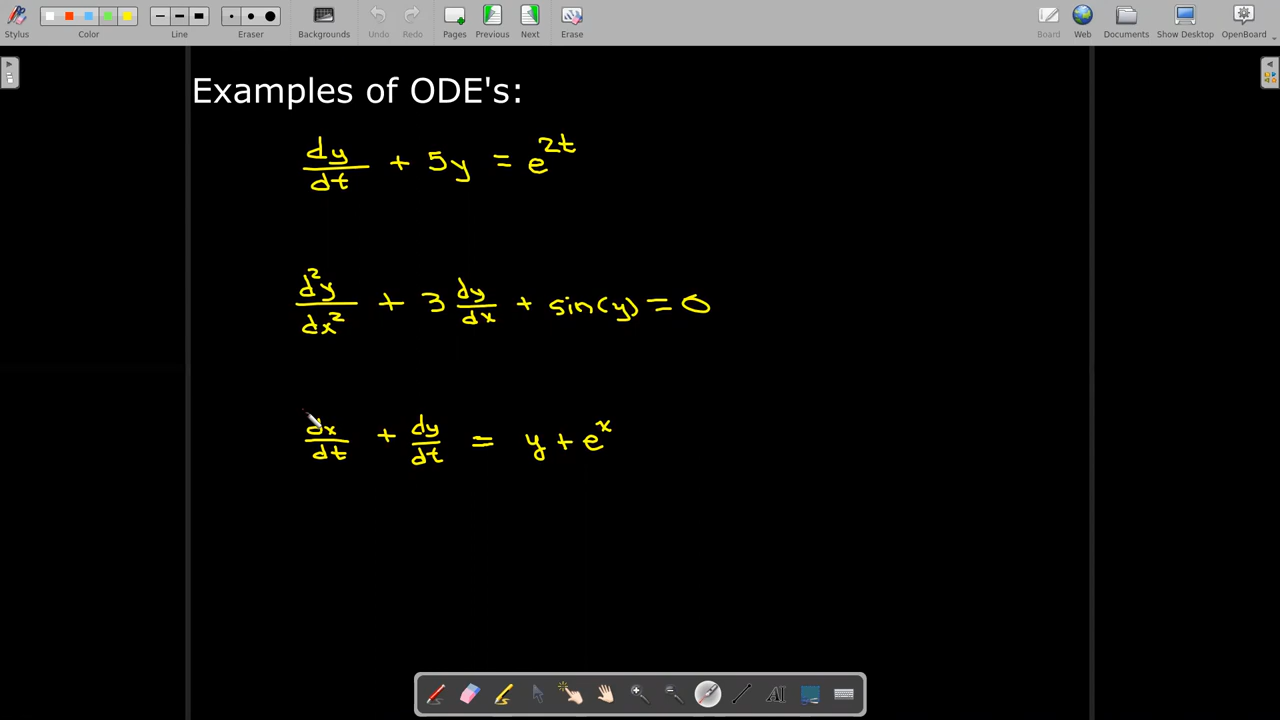 Stylus Color Line Eraser Backgrounds Undo Redo Pages Previous Next Erase Board Web Documents Show Desktop OpenBoard
Examples of ODE's:
dy/dt + 5y = e^2t
d²y/dx² + 3 dy/dx + sin(y) = 0
dx/dt + dy/dt = y + e^x
AI